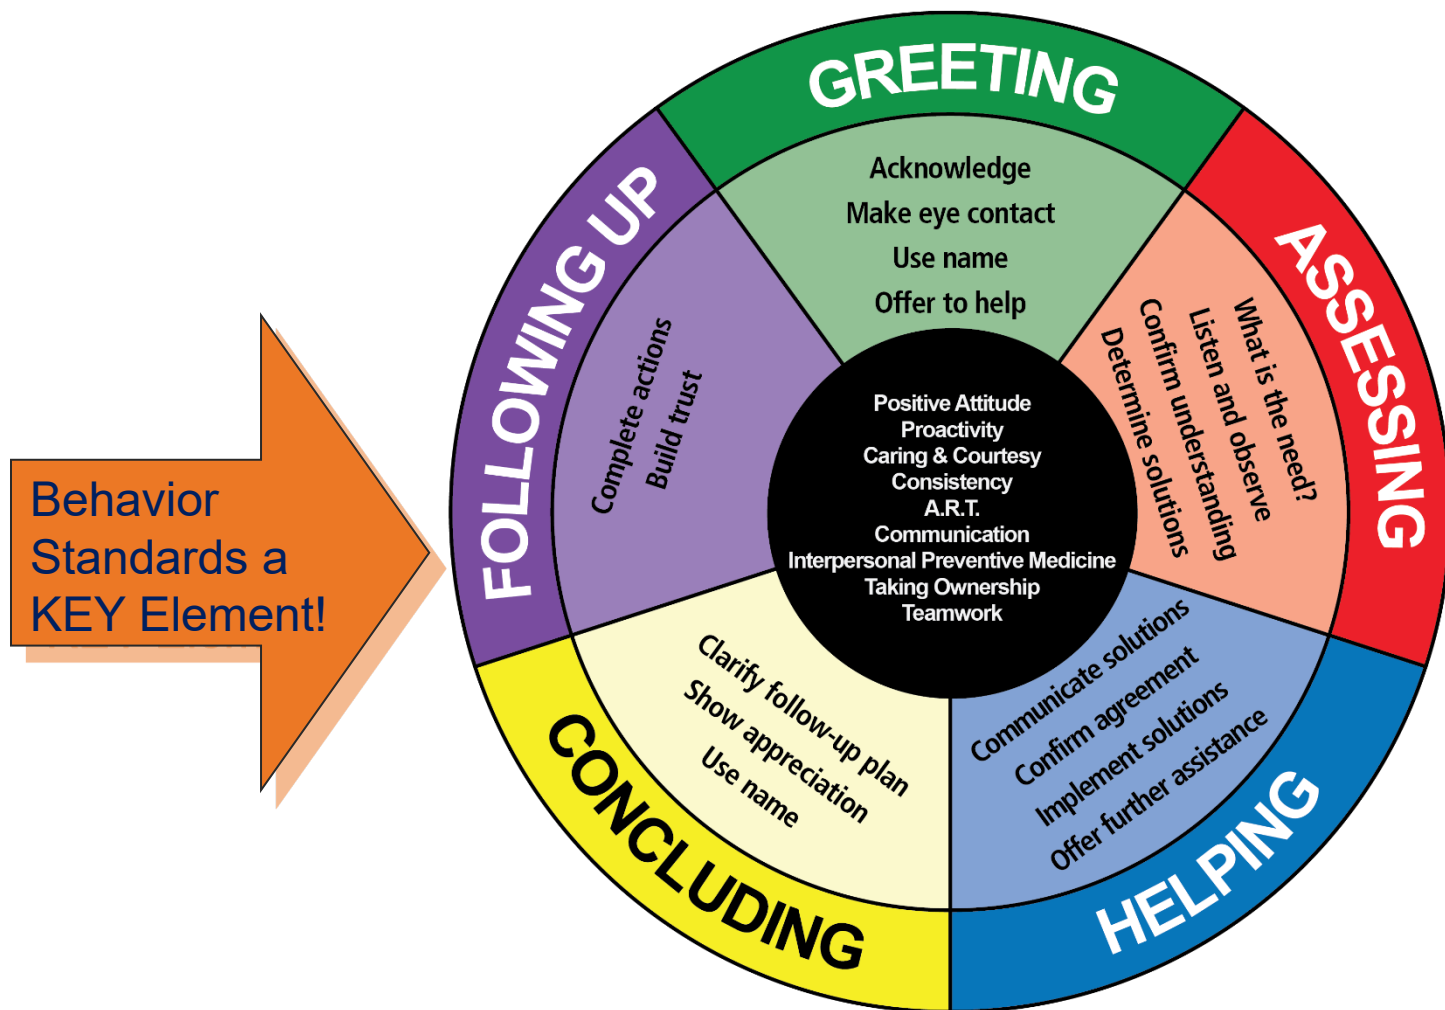 Behavior
Standards a
KEY Element!
GREETING
Acknowledge
Make eye contact
Use name
Offer to help
ASSESSING
What is the need?
Listen and observe
Confirm understanding
Determine solutions
HELPING
Communicate solutions
Confirm agreement
Implement solutions
Offer further assistance
CONCLUDING
Clarify follow-up plan
Show appreciation
Use name
FOLLOWING UP
Complete actions
Build trust
Positive Attitude
Proactivity
Caring & Courtesy
Consistency
A.R.T.
Communication
Interpersonal Preventive Medicine
Taking Ownership
Teamwork